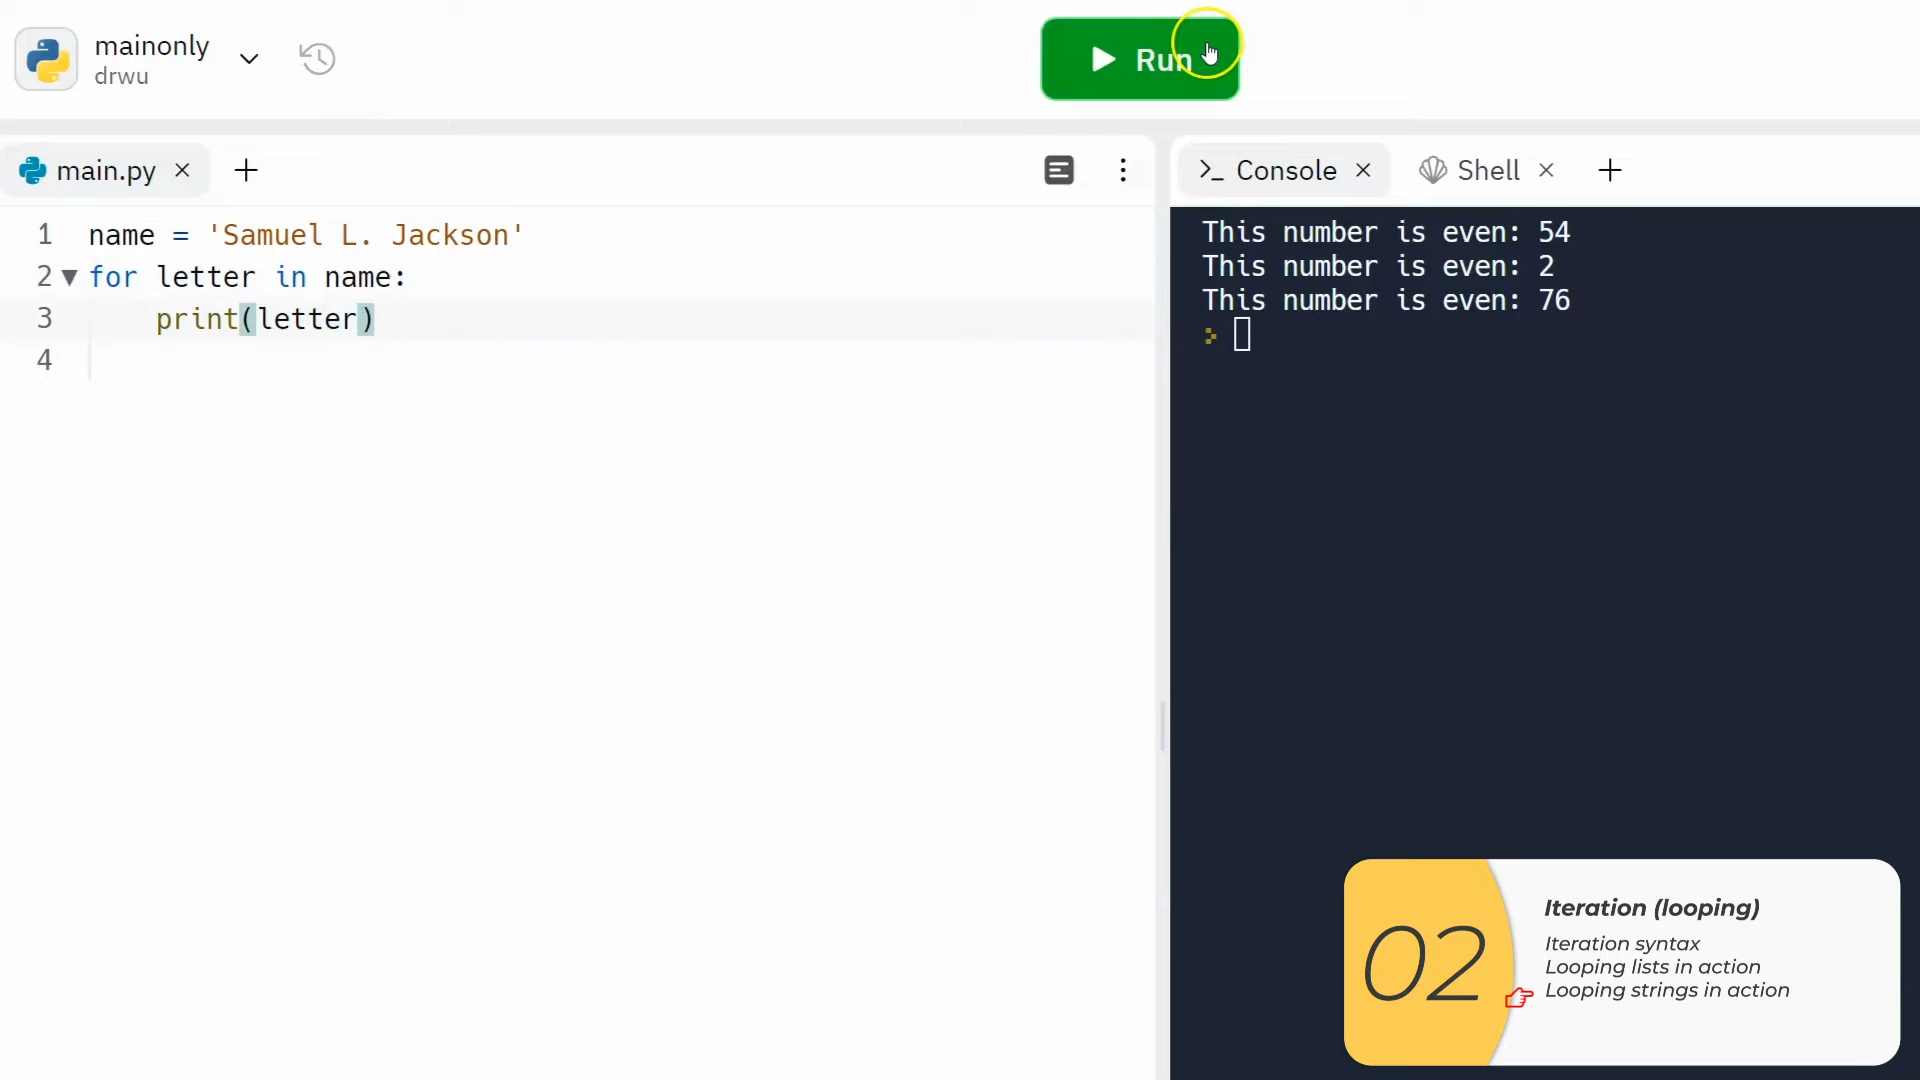 mainonly
drwu
Run
main.py
Console
Shell
1 name = 'Samuel L. Jackson'
2 for letter in name:
3     print(letter)
4
This number is even: 54
This number is even: 2
This number is even: 76
02
Iteration (looping)
Iteration syntax
Looping lists in action
Looping strings in action